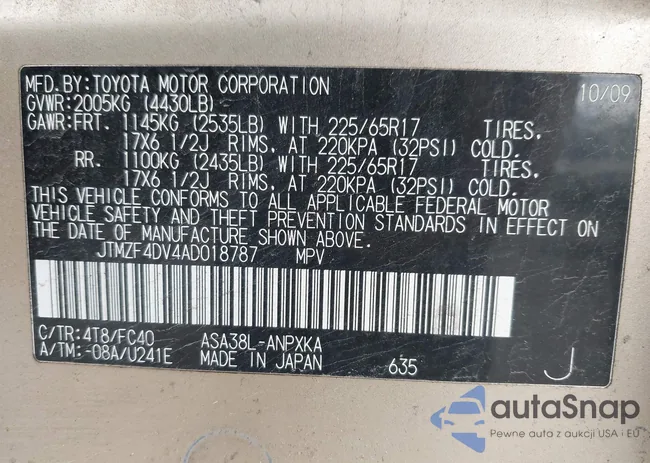 MFD.BY:TOYOTA MOTOR CORPORATION 10/09
GVWR:2005KG (4430LB)
GAWR:FRT. 1145KG (2535LB) WITH 225/65R17 TIRES,
17X6 1/2J RIMS, AT 220KPA (32PSI) COLD.
RR. 1100KG (2435LB) WITH 225/65R17 TIRES,
17X6 1/2J RIMS, AT 220KPA (32PSI) COLD.
THIS VEHICLE CONFORMS TO ALL APPLICABLE FEDERAL MOTOR
VEHICLE SAFETY AND THEFT PREVENTION STANDARDS IN EFFECT ON
THE DATE OF MANUFACTURE SHOWN ABOVE.
JTMZF4DV4AD018787 MPV
C/TR:4T8/FC40 ASA38L-ANPXKA
A/TM:-08A/U241E MADE IN JAPAN 635 J
autaSnap
Pewne auta z aukcji USA i EU